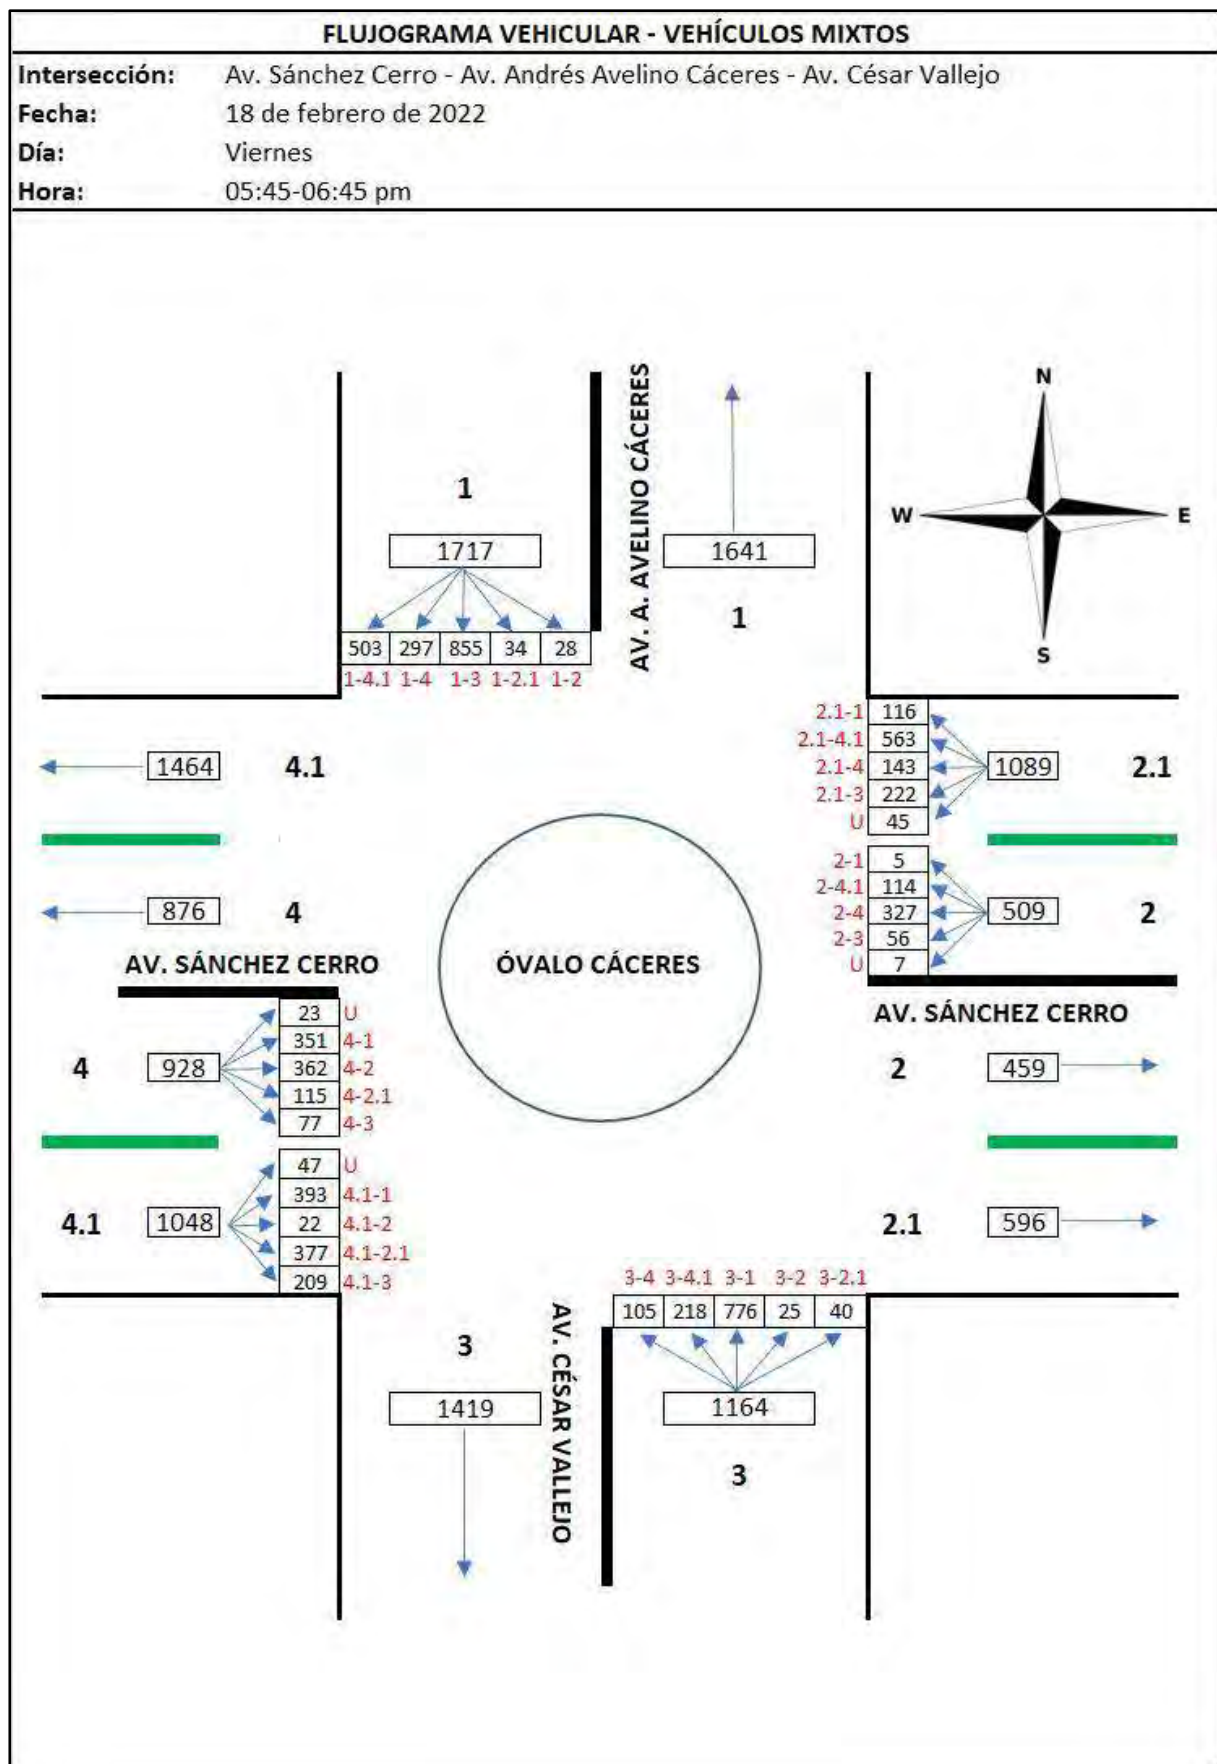 FLUJOGRAMA VEHICULAR - VEHÍCULOS MIXTOS
Intersección: Av. Sánchez Cerro - Av. Andrés Avelino Cáceres - Av. César Vallejo
Fecha: 18 de febrero de 2022
Día: Viernes
Hora: 05:45-06:45 pm
N
W
E
S
AV. A. AVELINO CÁCERES
1
1717
1641
1
503 297 855 34 28
1-4.1 1-4 1-3 1-2.1 1-2
2.1-1 116
2.1-4.1 563
2.1-4 143
2.1-3 222
U 45
1089
2.1
1464
4.1
2-1 5
2-4.1 114
2-4 327
2-3 56
U 7
509
2
876
4
AV. SÁNCHEZ CERRO
ÓVALO CÁCERES
AV. SÁNCHEZ CERRO
4
928
23 U
351 4-1
362 4-2
115 4-2.1
77 4-3
2
459
4.1
1048
47 U
393 4.1-1
22 4.1-2
377 4.1-2.1
209 4.1-3
2.1
596
3-4 3-4.1 3-1 3-2 3-2.1
105 218 776 25 40
AV. CÉSAR VALLEJO
3
1419
1164
3